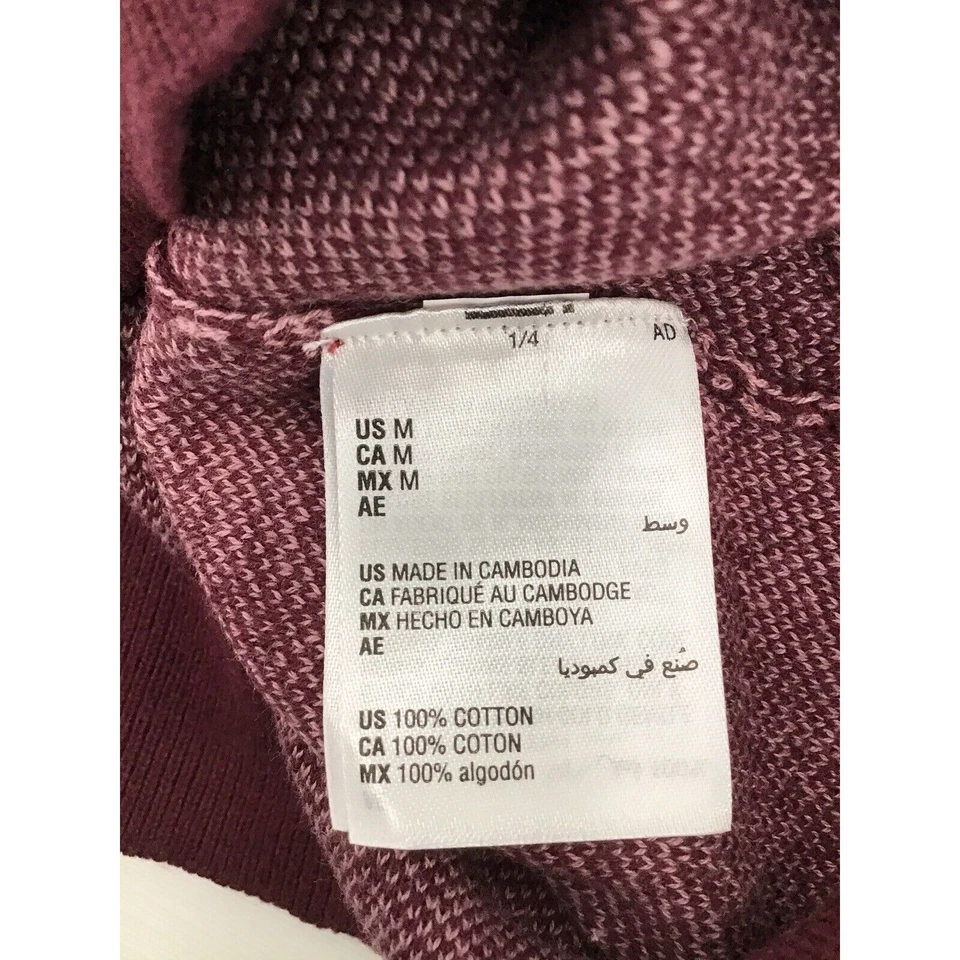 1/4 AD
US M
CA M
MX M
AE
وسط
US MADE IN CAMBODIA
CA FABRIQUÉ AU CAMBODGE
MX HECHO EN CAMBOYA
AE
صُنع في كمبوديا
US 100% COTTON
CA 100% COTON
MX 100% algodón